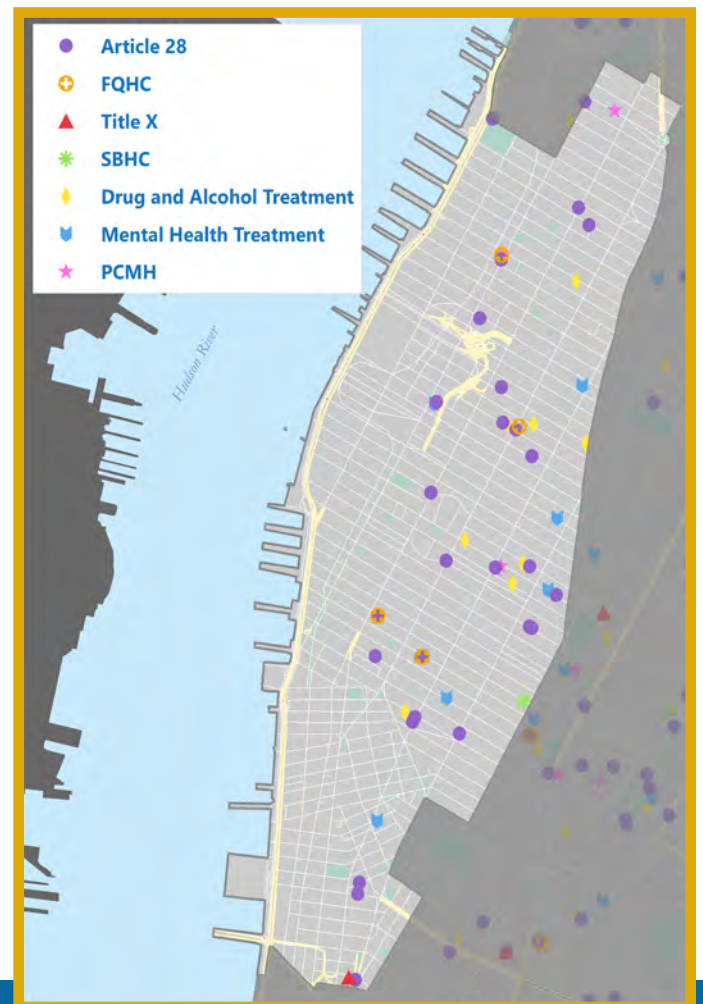 Article 28
FQHC
Title X
SBHC
Drug and Alcohol Treatment
Mental Health Treatment
PCMH
Hudson River